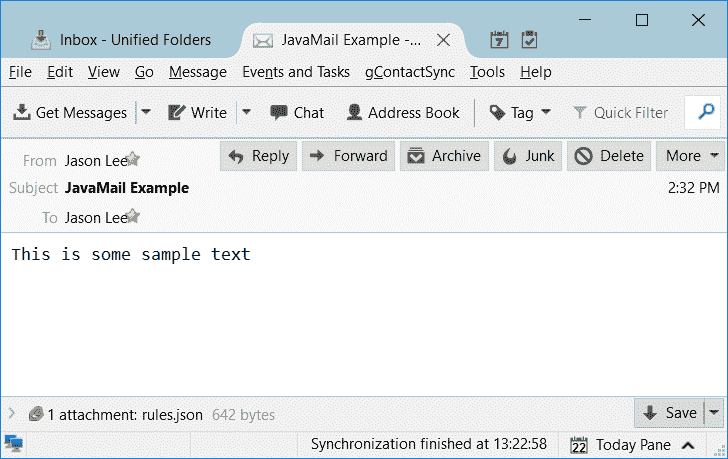 Inbox - Unified Folders JavaMail Example -... 7
File Edit View Go Message Events and Tasks gContactSync Tools Help
Get Messages Write Chat Address Book Tag Quick Filter
From Jason Lee Reply Forward Archive Junk Delete More
Subject JavaMail Example 2:32 PM
To Jason Lee
This is some sample text
1 attachment: rules.json 642 bytes Save
Synchronization finished at 13:22:58 22 Today Pane